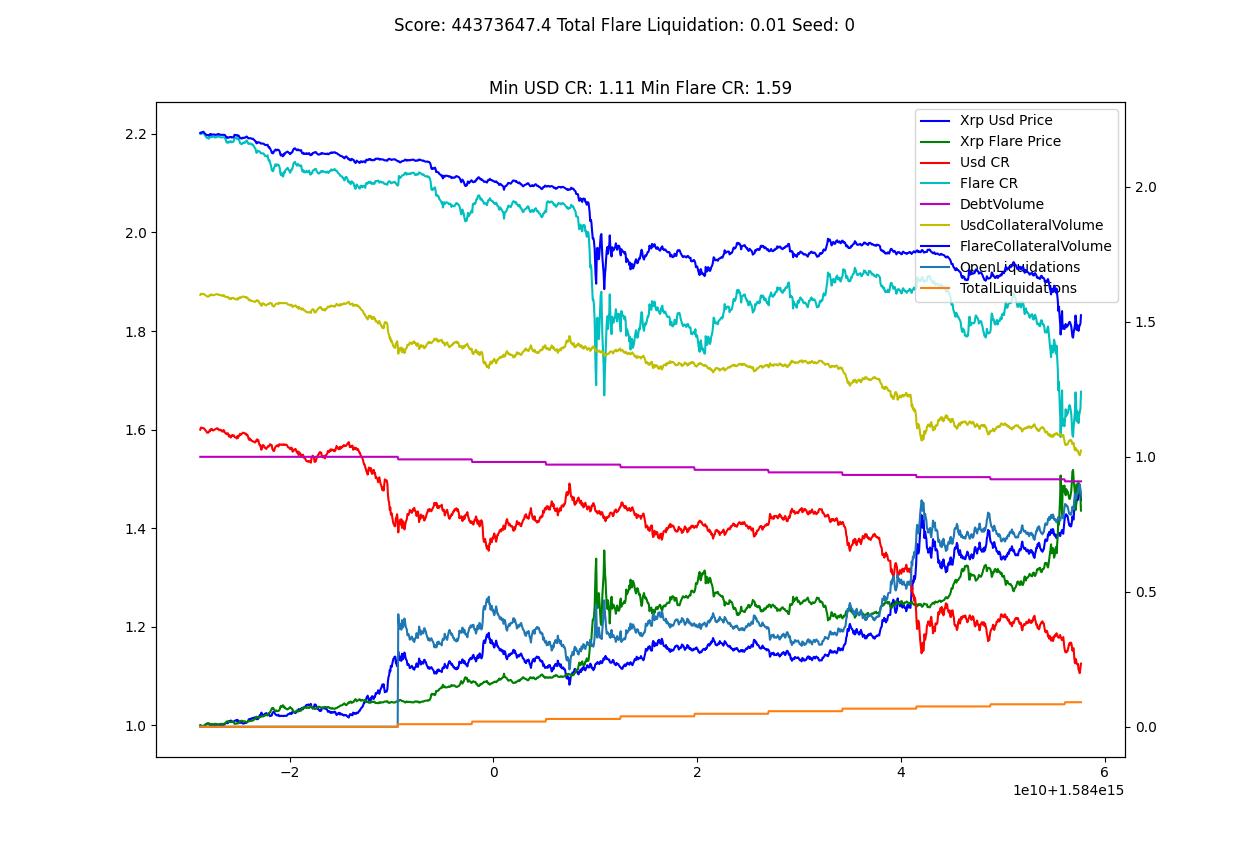 Score: 44373647.4 Total Flare Liquidation: 0.01 Seed: 0
Min USD CR: 1.11 Min Flare CR: 1.59
Xrp Usd Price
Xrp Flare Price
Usd CR
Flare CR
DebtVolume
UsdCollateralVolume
FlareCollateralVolume
OpenLiquidations
TotalLiquidations
2.2
2.0
1.8
1.6
1.4
1.2
1.0
2.0
1.5
1.0
0.5
0.0
−2 0 2 4 6
1e10+1.584e15